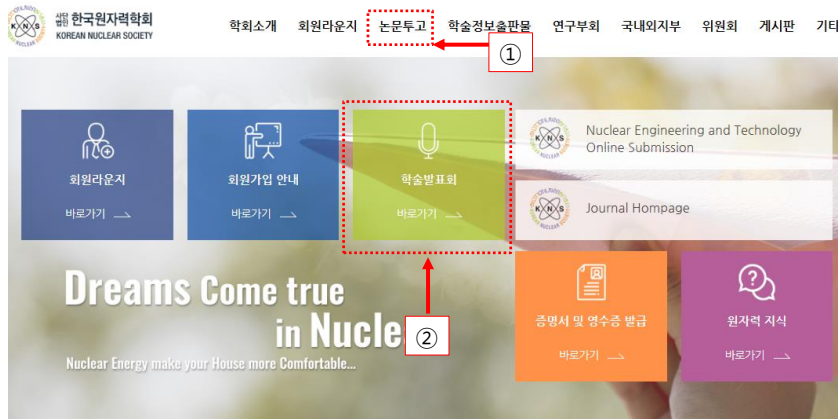 사단법인 한국원자력학회
KOREAN NUCLEAR SOCIETY
학회소개 회원라운지 논문투고 학술정보출판물 연구부회 국내외지부 위원회 게시판 기타
①
회원라운지
바로가기
회원가입 안내
바로가기
학술발표회
바로가기
KNS
Nuclear Engineering and Technology
Online Submission
KNS
Journal Hompage
Dreams Come true
in Nucle
②
Nuclear Energy make your House more Comfortable...
증명서 및 영수증 발급
바로가기
원자력 지식
바로가기